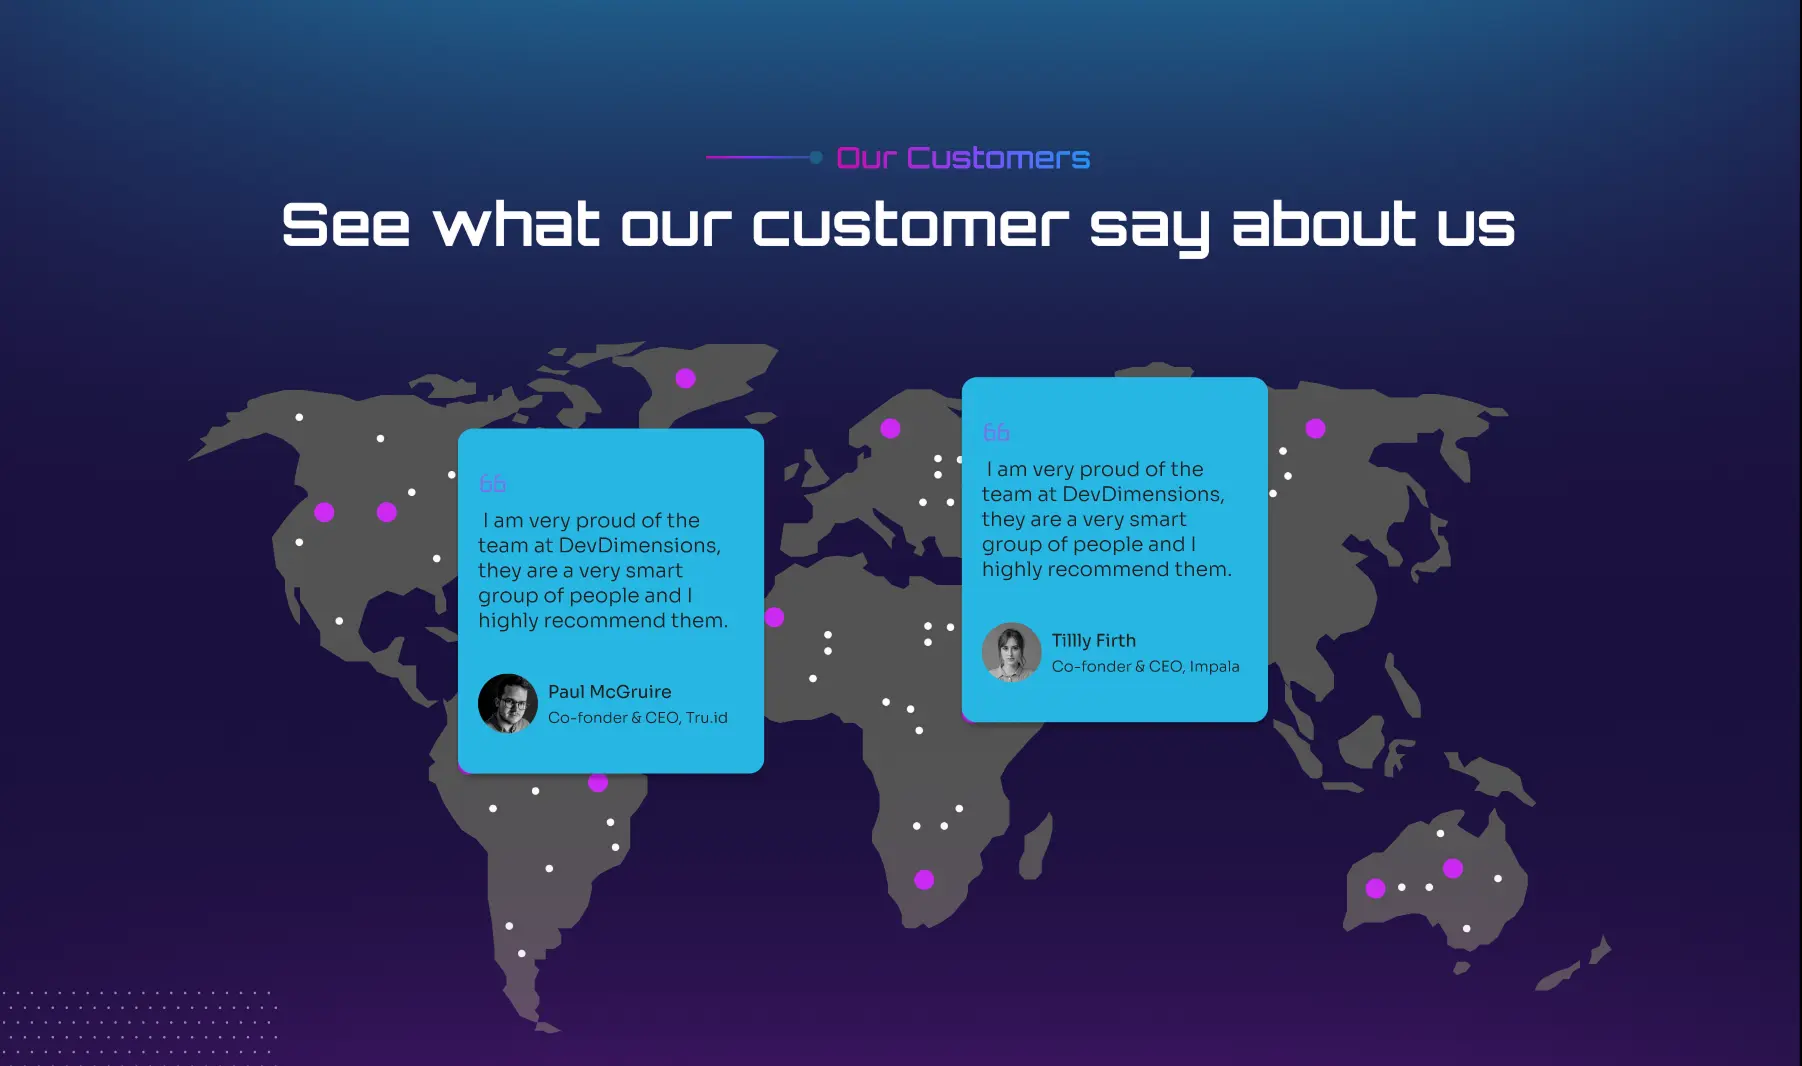 Our Customers
See what our customer say about us
I am very proud of the
team at DevDimensions,
they are a very smart
group of people and I
highly recommend them.
Paul McGruire
Co-fonder & CEO, Tru.id
I am very proud of the
team at DevDimensions,
they are a very smart
group of people and I
highly recommend them.
Tillly Firth
Co-fonder & CEO, Impala